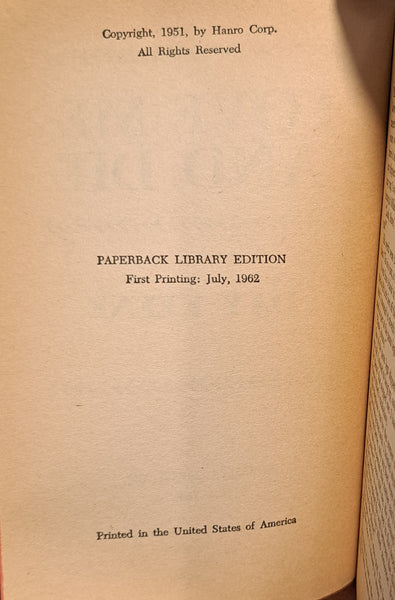 Copyright, 1951, by Hanro Corp.
All Rights Reserved
PAPERBACK LIBRARY EDITION
First Printing: July, 1962
Printed in the United States of America